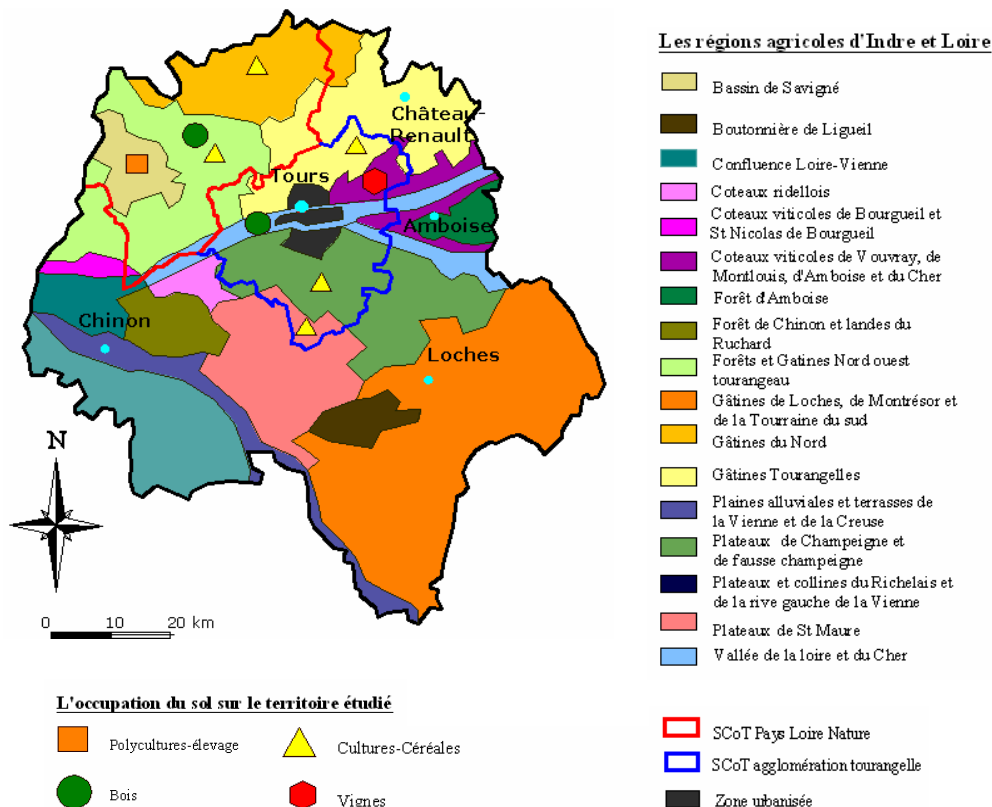 Les régions agricoles d'Indre et Loire
Château-
Renault
Tours
Amboise
Chinon
Loches
N
0 10 20 km
Bassin de Savigné
Boutonnière de Ligueil
Confluence Loire-Vienne
Coteaux ridellois
Coteaux viticoles de Bourgueil et
St Nicolas de Bourgueil
Coteaux viticoles de Vouvray, de
Montlouis, d'Amboise et du Cher
Forêt d'Amboise
Forêt de Chinon et landes du
Ruchard
Forêts et Gatines Nord ouest
tourangeau
Gâtines de Loches, de Montrésor et
de la Tourraine du sud
Gâtines du Nord
Gâtines Tourangelles
Plaines alluviales et terrasses de
la Vienne et de la Creuse
Plateaux de Champeigne et
de fausse champeigne
Plateaux et collines du Richelais et
de la rive gauche de la Vienne
Plateaux de St Maure
Vallée de la loire et du Cher
L'occupation du sol sur le territoire étudié
Polycultures-élevage
Cultures-Céréales
Bois
Vignes
SCoT Pays Loire Nature
SCoT agglomération tourangelle
Zone urbanisée